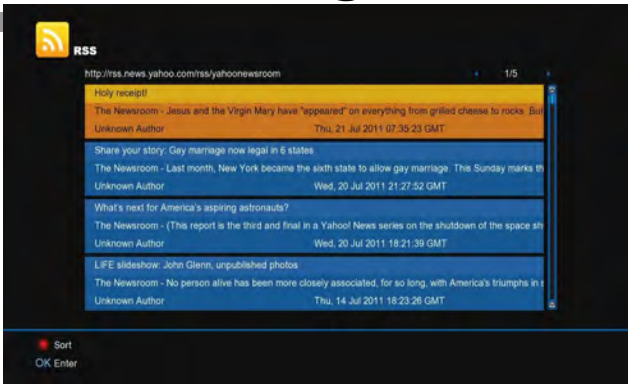 RSS
http://rss.news.yahoo.com/rss/yahoonewsroom 1/5
Holy receipt!
The Newsroom - Jesus and the Virgin Mary have "appeared" on everything from grilled cheese to rocks. But
Unknown Author Thu, 21 Jul 2011 07:35:23 GMT
Share your story: Gay marriage now legal in 6 states
The Newsroom - Last month, New York became the sixth state to allow gay marriage. This Sunday marks th
Unknown Author Wed, 20 Jul 2011 21:27:52 GMT
What's next for America's aspiring astronauts?
The Newsroom - (This report is the third and final in a Yahoo! News series on the shutdown of the space sh
Unknown Author Wed, 20 Jul 2011 18:21:39 GMT
LIFE slideshow: John Glenn, unpublished photos
The Newsroom - No person alive has been more closely associated, for so long, with America's triumphs in s
Unknown Author Thu, 14 Jul 2011 18:23:26 GMT
Sort
OK Enter